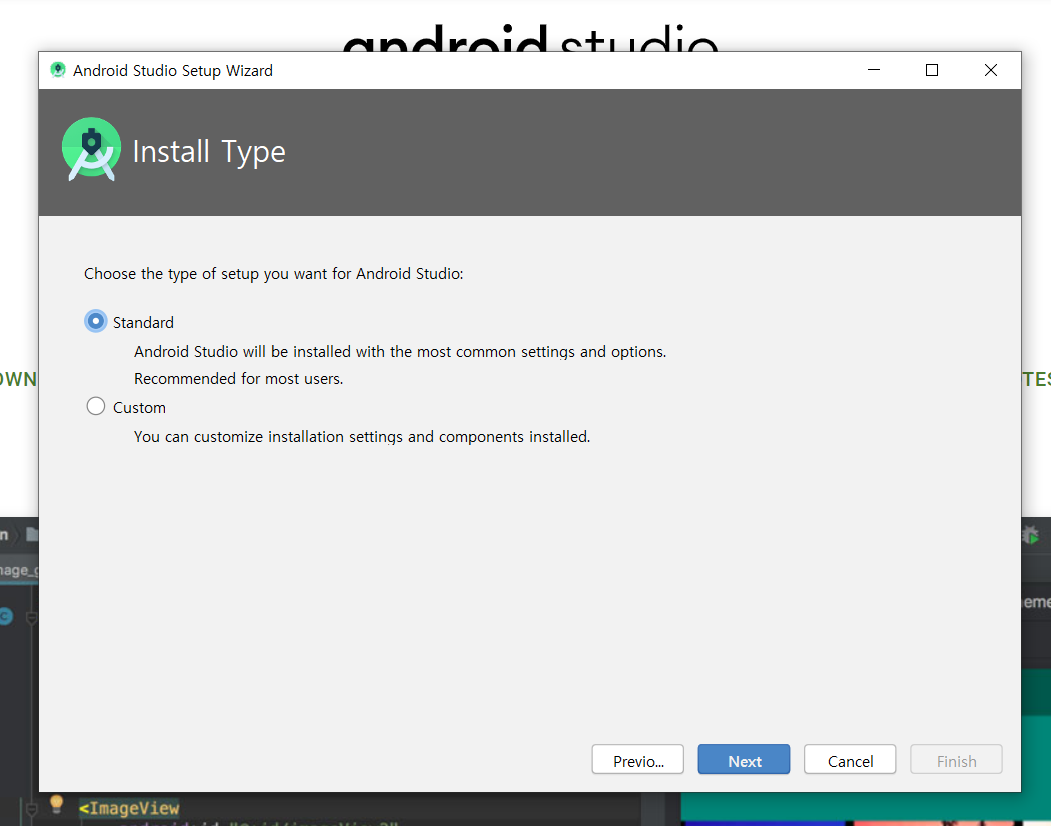 android studio
Android Studio Setup Wizard
Install Type
Choose the type of setup you want for Android Studio:
Standard
Android Studio will be installed with the most common settings and options.
Recommended for most users.
OWN
TES
Custom
You can customize installation settings and components installed.
n
mage_
eme
Previo...
Next
Cancel
Finish
<ImageView